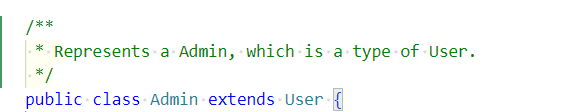 /**
 * Represents a Admin, which is a type of User.
 */
public class Admin extends User {